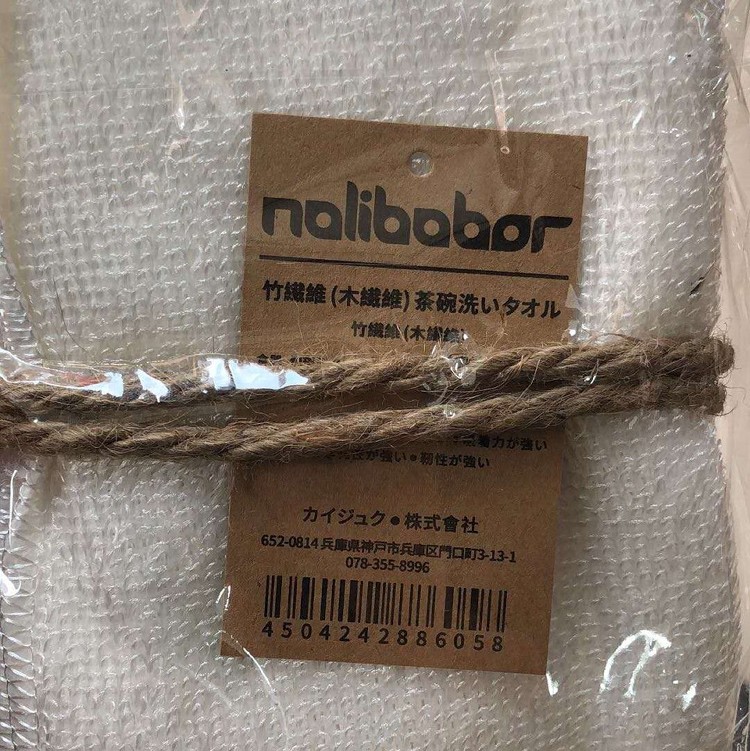 nalibobor
竹繊維(木繊維)茶碗洗いタオル
竹繊維(木繊維)
力が強い
性が強い●靭性が強い
カイジュク●株式會社
652-0814 兵庫県神戸市兵庫区門口町3-13-1
078-355-8996
4504242886058